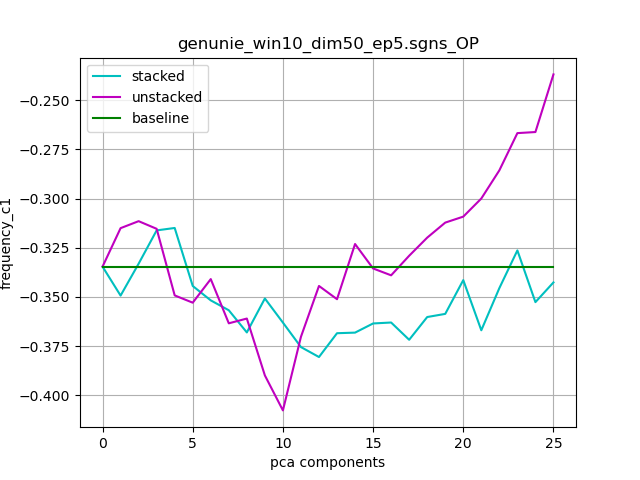 genunie_win10_dim50_ep5.sgns_OP
stacked
unstacked
baseline
frequency_c1
−0.250
−0.275
−0.300
−0.325
−0.350
−0.375
−0.400
0 5 10 15 20 25
pca components